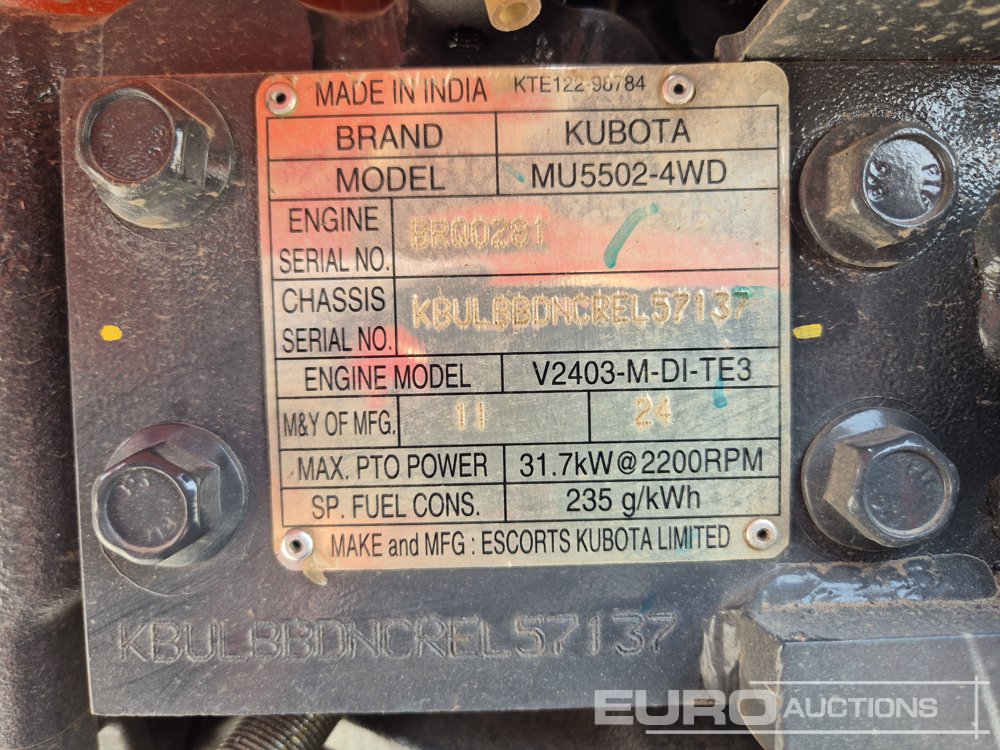 MADE IN INDIA KTE122-98784
BRAND KUBOTA
MODEL MU5502-4WD
ENGINE SERIAL NO. BRQ0281
CHASSIS SERIAL NO. KBULBBDNCREL57137
ENGINE MODEL V2403-M-DI-TE3
M&Y OF MFG. 11 24
MAX. PTO POWER 31.7kW@2200RPM
SP. FUEL CONS. 235 g/kWh
MAKE and MFG : ESCORTS KUBOTA LIMITED
KBULBBDNCREL57137
EURO AUCTIONS